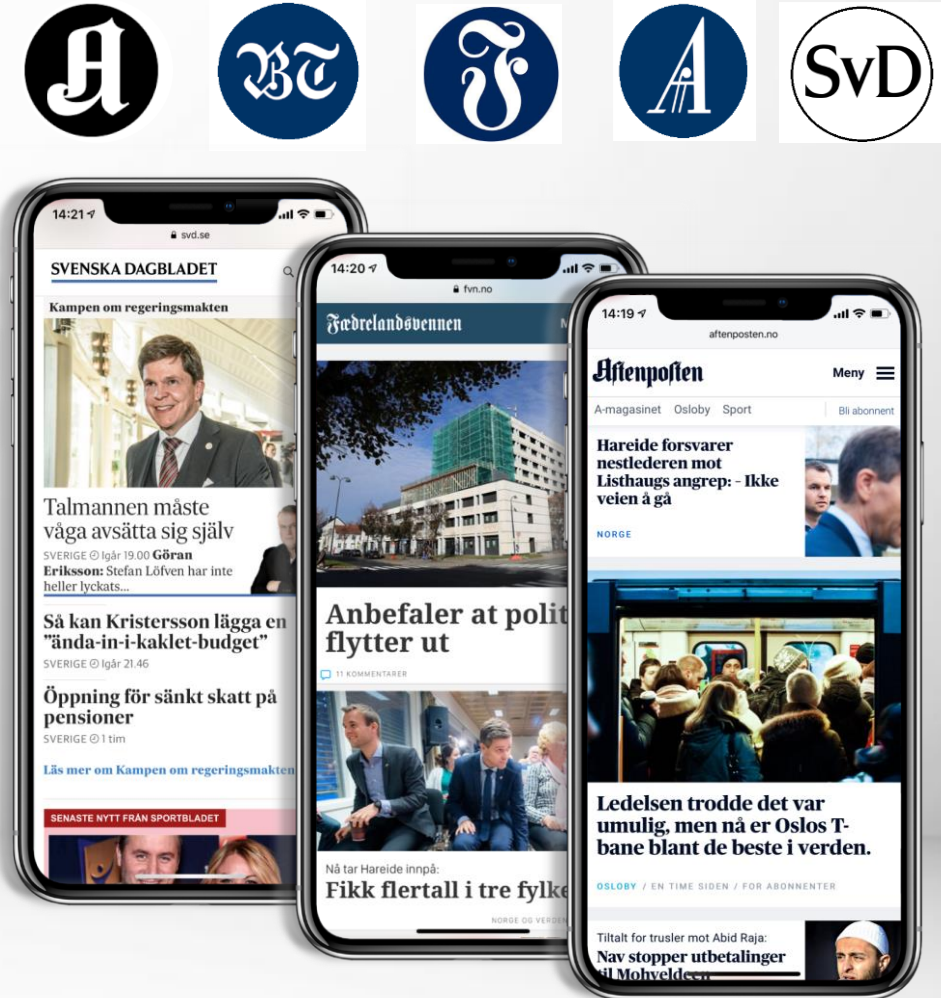 A
BT
F
A
SvD
14:21
svd.se
SVENSKA DAGBLADET
Kampen om regeringsmakten
Talmannen måste
våga avsätta sig själv
SVERIGE Igår 19.00 Göran
Eriksson: Stefan Löfven har inte
heller lyckats...
Så kan Kristersson lägga en
”ända-in-i-kaklet-budget”
SVERIGE Igår 21.46
Öppning för sänkt skatt på
pensioner
SVERIGE 1 tim
Läs mer om Kampen om regeringsmakten
SENASTE NYTT FRÅN SPORTBLADET
14:20
fvn.no
Fædrelandsvennen
M
Anbefaler at polit
flytter ut
11 KOMMENTARER
Nå tar Hareide innpå:
Fikk flertall i tre fylke
NORGE OG VERDEN
14:19
aftenposten.no
Aftenposten
Meny
A-magasinet Osloby Sport
Bli abonnent
Hareide forsvarer
nestlederen mot
Listhaugs angrep: - Ikke
veien å gå
NORGE
Ledelsen trodde det var
umulig, men nå er Oslos T-
bane blant de beste i verden.
OSLOBY / EN TIME SIDEN / FOR ABONNENTER
Tiltalt for trusler mot Abid Raja:
Nav stopper utbetalinger
til Mohveldeen